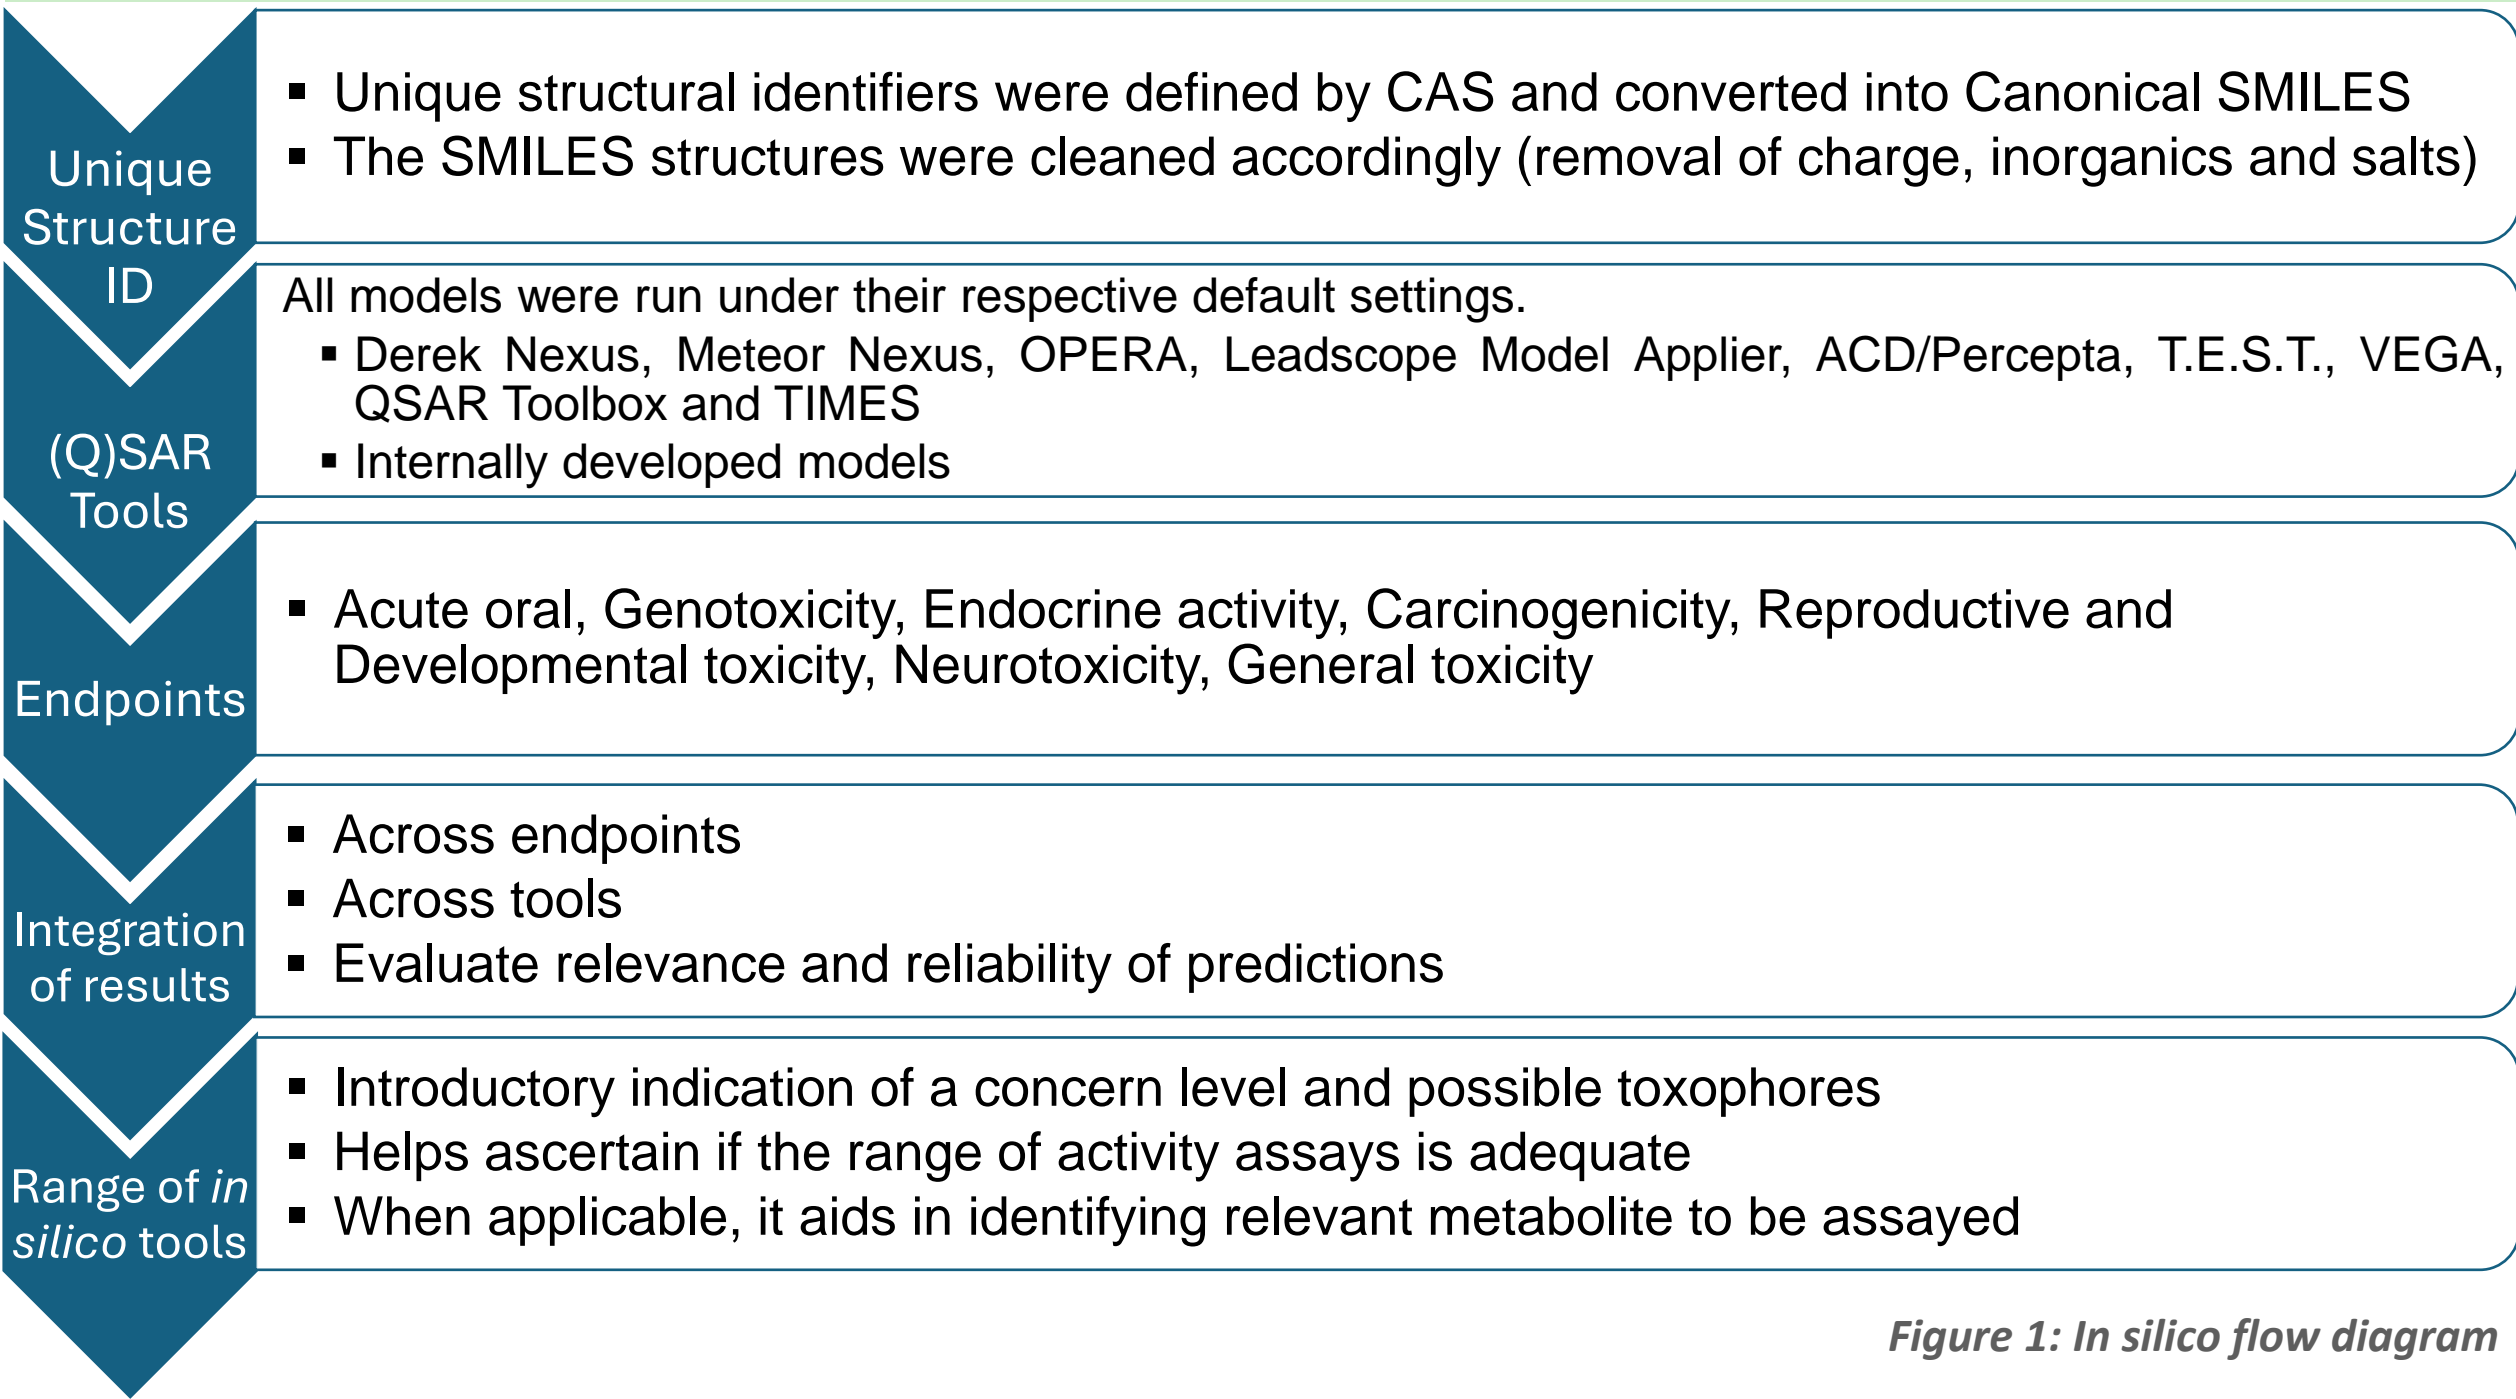 Unique
Structure
ID
▪ Unique structural identifiers were defined by CAS and converted into Canonical SMILES
▪ The SMILES structures were cleaned accordingly (removal of charge, inorganics and salts)
(Q)SAR
Tools
All models were run under their respective default settings.
▪ Derek Nexus, Meteor Nexus, OPERA, Leadscope Model Applier, ACD/Percepta, T.E.S.T., VEGA,
QSAR Toolbox and TIMES
▪ Internally developed models
Endpoints
▪ Acute oral, Genotoxicity, Endocrine activity, Carcinogenicity, Reproductive and
Developmental toxicity, Neurotoxicity, General toxicity
Integration
of results
▪ Across endpoints
▪ Across tools
▪ Evaluate relevance and reliability of predictions
Range of in
silico tools
▪ Introductory indication of a concern level and possible toxophores
▪ Helps ascertain if the range of activity assays is adequate
▪ When applicable, it aids in identifying relevant metabolite to be assayed
Figure 1: In silico flow diagram